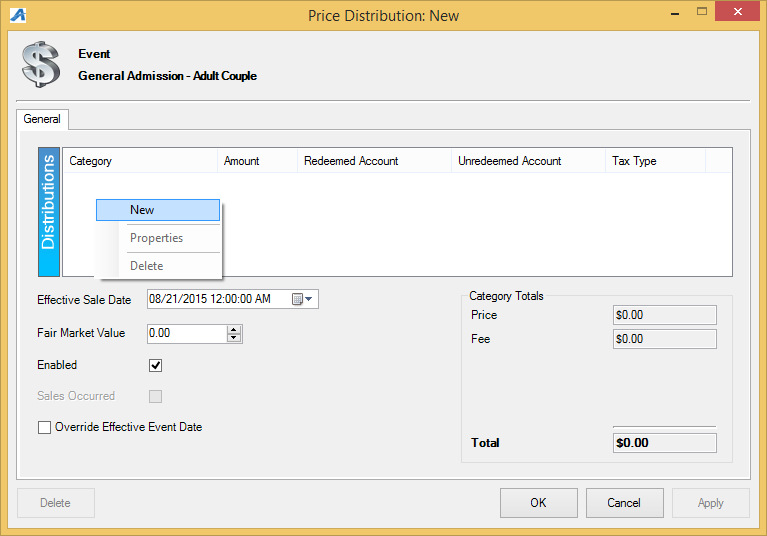 Price Distribution: New
Event
General Admission - Adult Couple
General
Distributions
Category Amount Redeemed Account Unredeemed Account Tax Type
New
Properties
Delete
Effective Sale Date 08/21/2015 12:00:00 AM
Fair Market Value 0.00
Enabled
Sales Occurred
Override Effective Event Date
Category Totals
Price $0.00
Fee $0.00
Total $0.00
Delete OK Cancel Apply